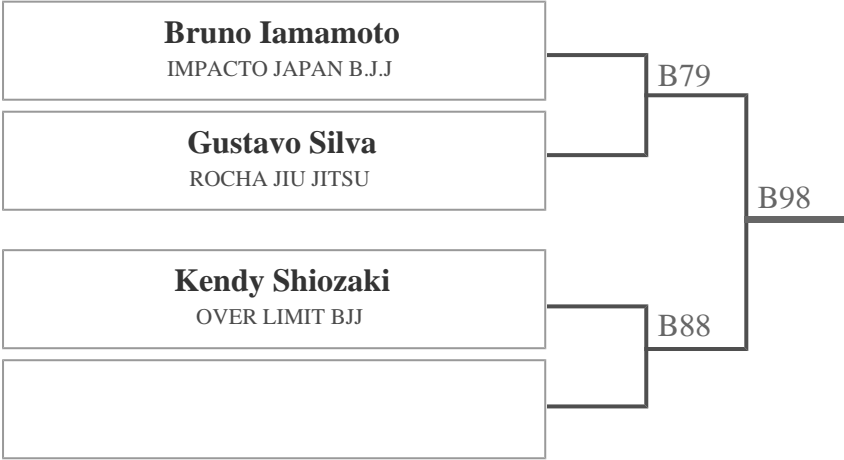 Bruno Iamamoto
IMPACTO JAPAN B.J.J
B79
Gustavo Silva
ROCHA JIU JITSU
B98
Kendy Shiozaki
OVER LIMIT BJJ
B88